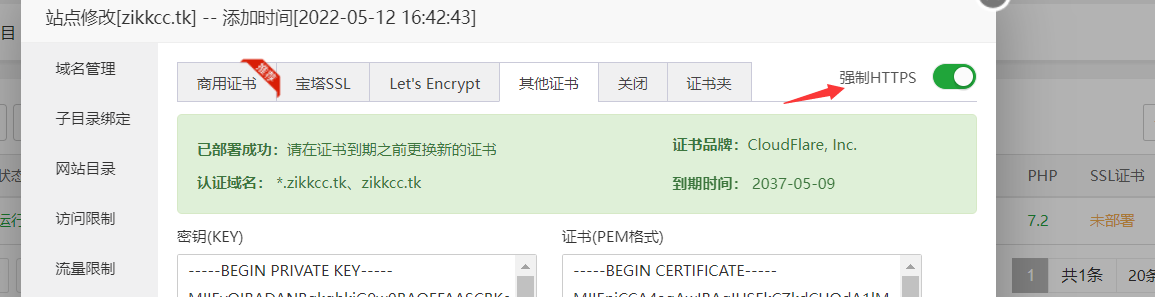 站点修改[zikkcc.tk] -- 添加时间[2022-05-12 16:42:43]
目
域名管理
子目录绑定
网站目录
访问限制
流量限制
商用证书
推荐
宝塔SSL
Let's Encrypt
其他证书
关闭
证书夹
强制HTTPS
已部署成功：请在证书到期之前更换新的证书
证书品牌：CloudFlare, Inc.
认证域名： *.zikkcc.tk、zikkcc.tk
到期时间： 2037-05-09
密钥(KEY)
证书(PEM格式)
-----BEGIN PRIVATE KEY-----
-----BEGIN CERTIFICATE-----
状态
PHP
SSL证书
运行
7.2
未部署
1
共1条
20条